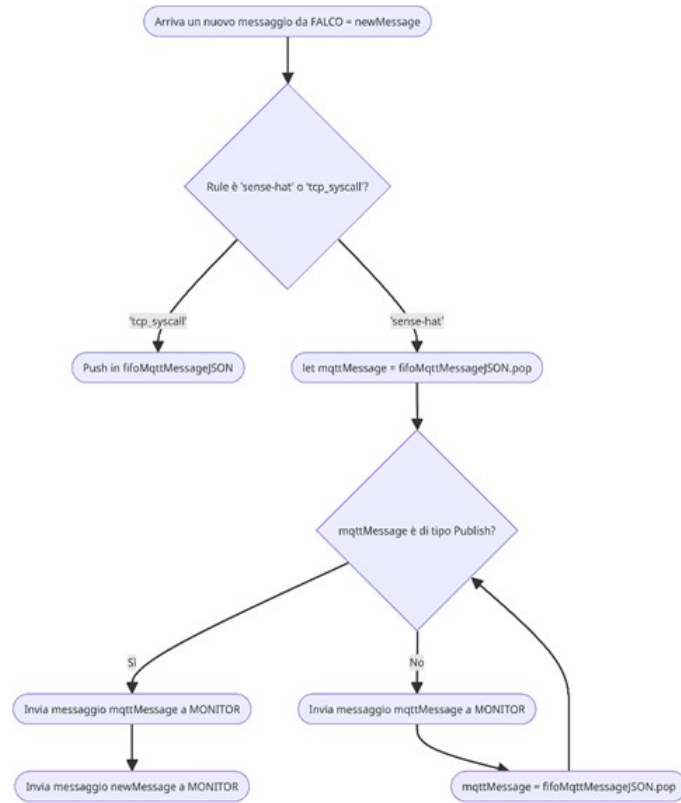 Arriva un nuovo messaggio da FALCO = newMessage
Rule è 'sense-hat' o 'tcp_syscall'?
'tcp_syscall'
'sense-hat'
Push in fifoMqttMessageJSON
let mqttMessage = fifoMqttMessageJSON.pop
mqttMessage è di tipo Publish?
Sì
No
Invia messaggio mqttMessage a MONITOR
Invia messaggio mqttMessage a MONITOR
Invia messaggio newMessage a MONITOR
mqttMessage = fifoMqttMessageJSON.pop